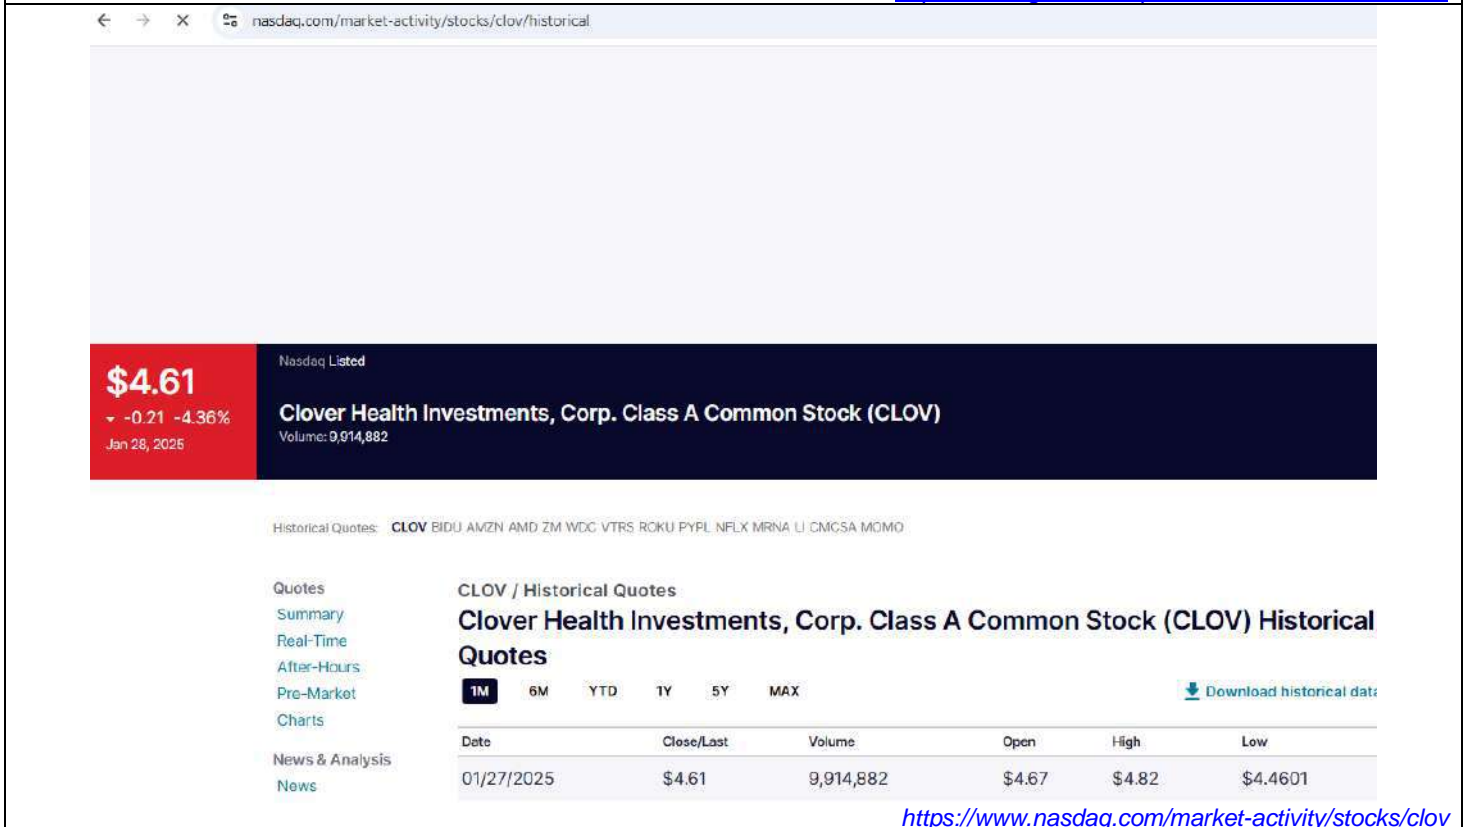 nasdaq.com/market-activity/stocks/clov/historical
$4.61
-0.21 -4.36%
Jan 28, 2025
Nasdaq Listed
Clover Health Investments, Corp. Class A Common Stock (CLOV)
Volume: 9,914,882
Historical Quotes: CLOV BIDU AMZN AMD ZM WDC VTRS ROKU PYPL NFLX MRNA LI CMCSA MOMO
Quotes
Summary
Real-Time
After-Hours
Pre-Market
Charts
News & Analysis
News
CLOV / Historical Quotes
Clover Health Investments, Corp. Class A Common Stock (CLOV) Historical
Quotes
1M 6M YTD 1Y 5Y MAX
Download historical data
Date Close/Last Volume Open High Low
01/27/2025 $4.61 9,914,882 $4.67 $4.82 $4.4601
https://www.nasdaq.com/market-activity/stocks/clov